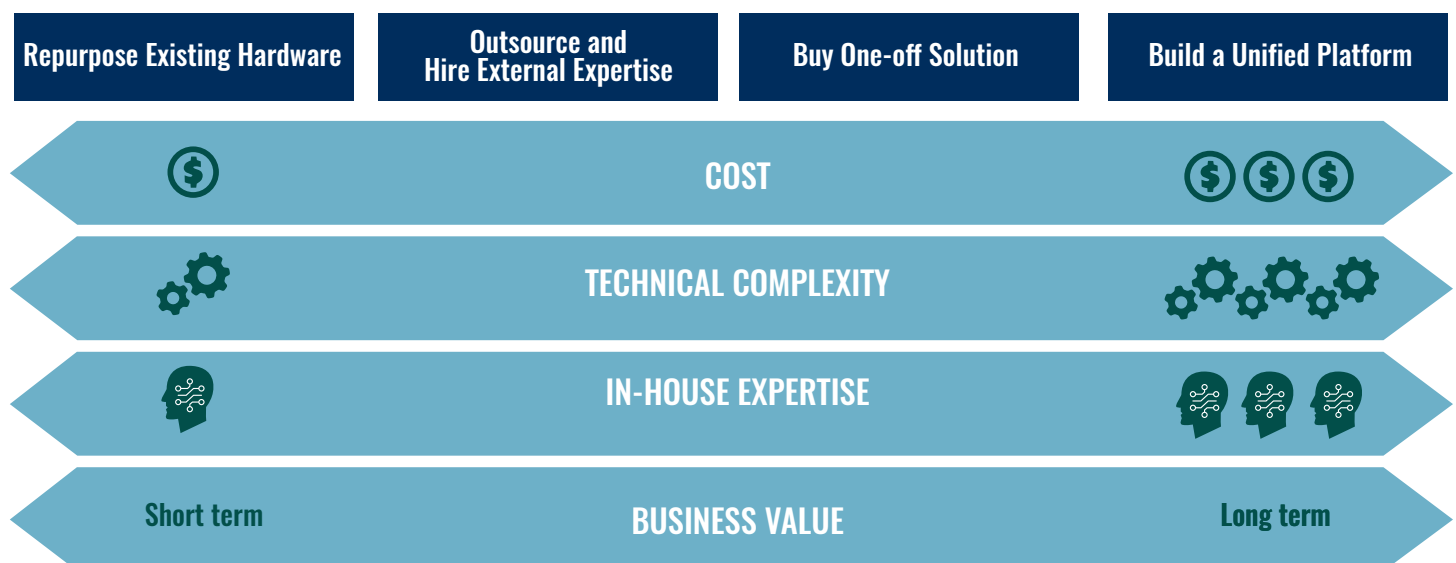 Repurpose Existing Hardware
Outsource and
Hire External Expertise
Buy One-off Solution
Build a Unified Platform
$
COST
$ $ $
TECHNICAL COMPLEXITY
IN-HOUSE EXPERTISE
Short term
BUSINESS VALUE
Long term